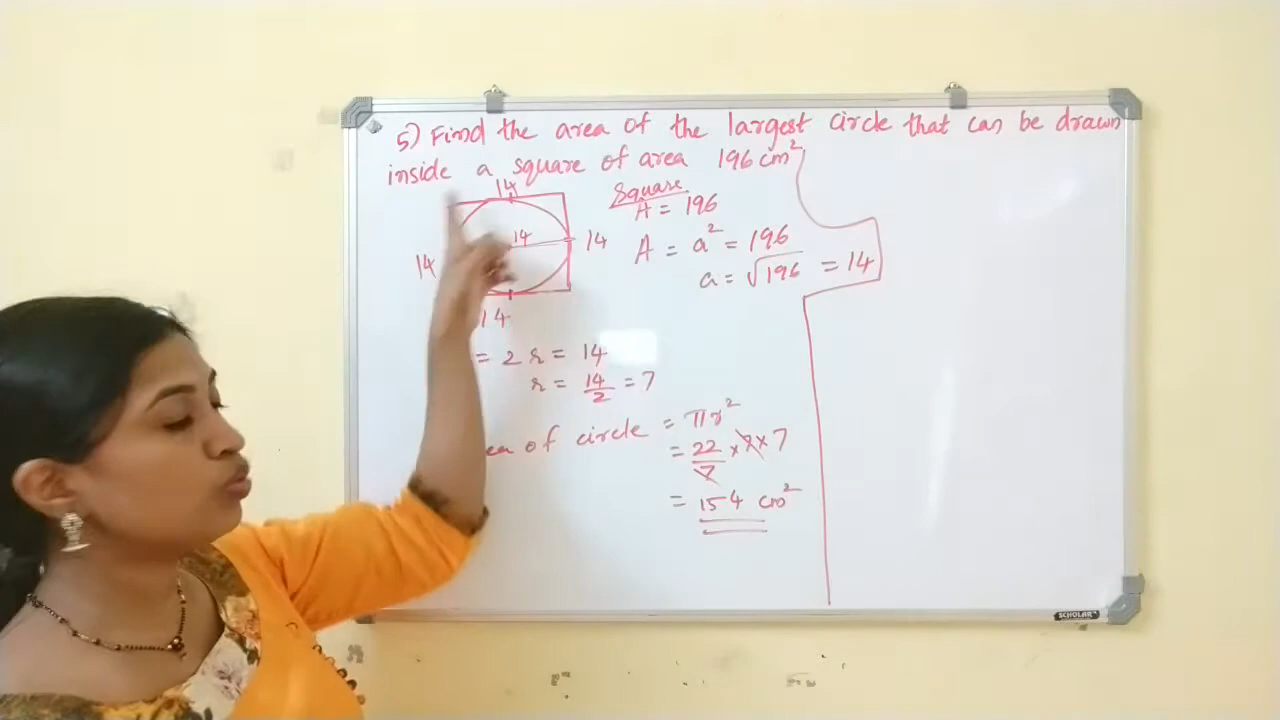 5) Find the area of the largest circle that can be drawn
inside a square of area 196 cm²
14
Square
A = 196
14
14
14
A = a² = 196
a = √196 = 14
14
= 2r = 14
r = 14/2 = 7
of circle = πr²
= 22/7 × 7 × 7
= 154 cm²
SCHOLAR